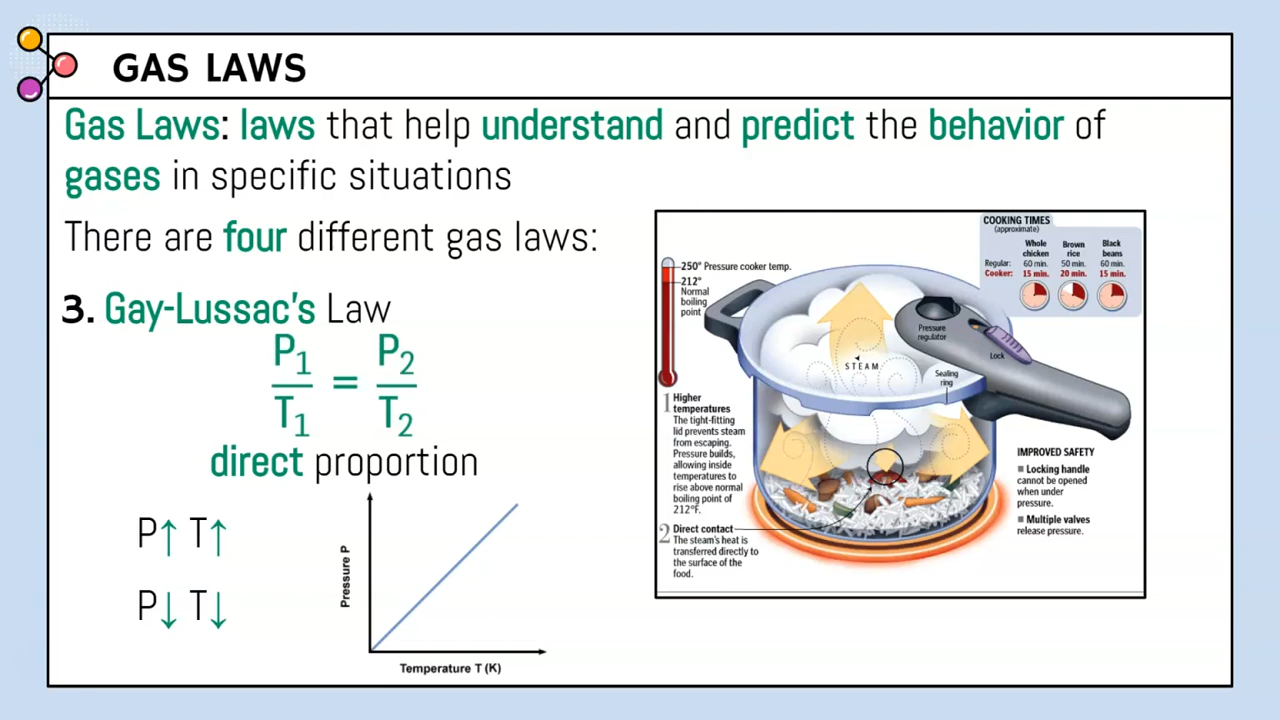 GAS LAWS
Gas Laws: laws that help understand and predict the behavior of
gases in specific situations
There are four different gas laws:
3. Gay-Lussac's Law
P₁ = P₂
T₁ T₂
direct proportion
P↑ T↑
P↓ T↓
Pressure P
Temperature T (K)
COOKING TIMES
(approximate)
Whole chicken
Brown rice
Black beans
Regular: 60 min. 50 min. 60 min.
Cooker: 15 min. 20 min. 15 min.
250° Pressure cooker temp.
212°
Normal
boiling
point
Pressure
regulator
Lock
STEAM
Sealing
ring
1 Higher
temperatures
The tight-fitting
lid prevents steam
from escaping.
Pressure builds,
allowing inside
temperatures to
rise above normal
boiling point of
212°F.
2 Direct contact
The steam's heat is
transferred directly to
the surface of the
food.
IMPROVED SAFETY
■ Locking handle
cannot be opened
when under
pressure.
■ Multiple valves
release pressure.